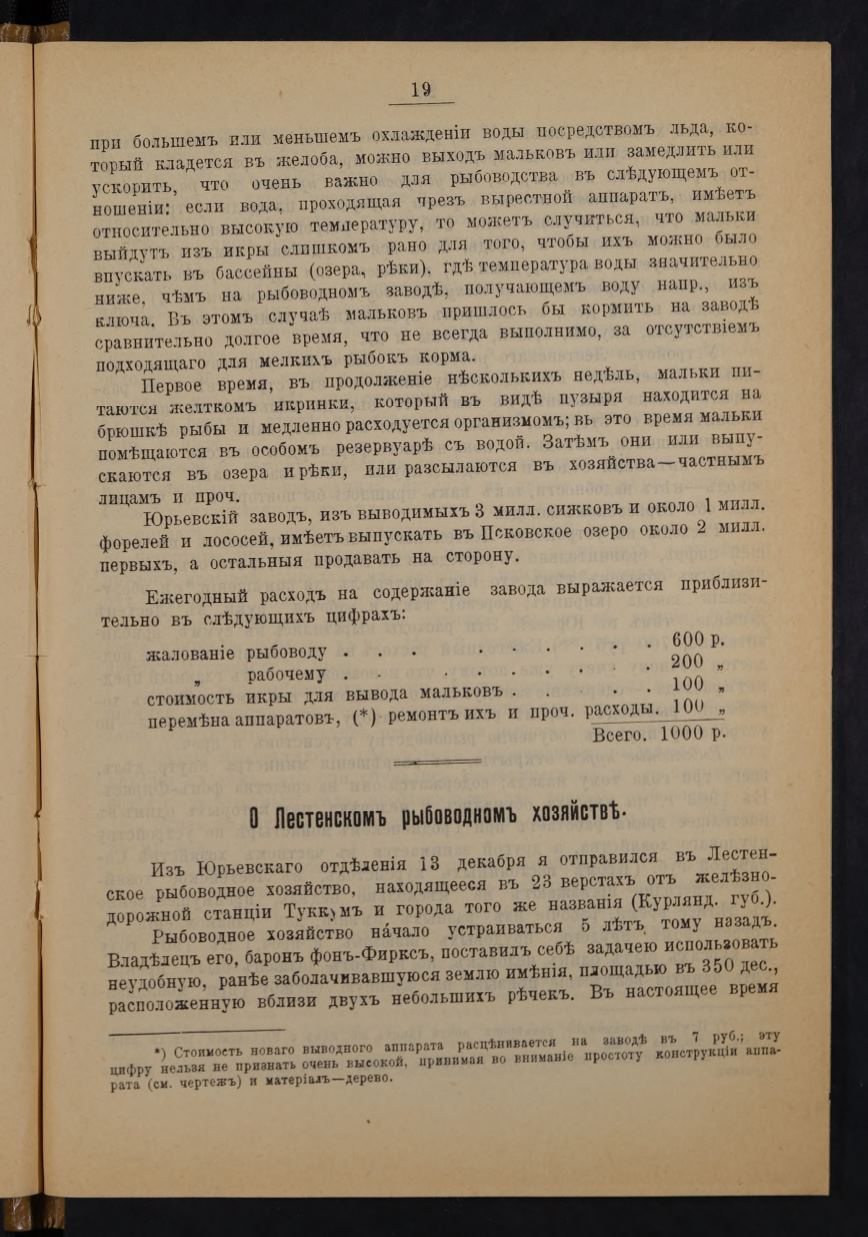 19
при большемъ или меньшемъ охлажденіи воды посредствомъ льда, ко-
торый кладется въ желоба, можно выходъ мальковъ или замедлить или
ускорить, что очень важно для рыбоводства въ слѣдующемъ от-
ношеніи: если вода, проходящая чрезъ вырестной аппаратъ, имѣетъ
относительно высокую температуру, то можетъ случиться, что мальки
выйдутъ изъ икры слишкомъ рано для того, чтобы ихъ можно было
впускать въ бассейны (озера, рѣки), гдѣ температура воды значительно
ниже, чѣмъ на рыбоводномъ заводѣ, получающемъ воду напр., изъ
ключа. Въ этомъ случаѣ мальковъ пришлось бы кормить на заводѣ
сравнительно долгое время, что не всегда выполнимо, за отсутствіемъ
подходящаго для мелкихъ рыбокъ корма.
Первое время, въ продолженіе нѣсколькихъ недѣль, мальки пи-
таются желткомъ икринки, который въ видѣ пузыря находится на
брюшкѣ рыбы и медленно расходуется организмомъ; вь это время мальки
помѣщаются въ особомъ резервуарѣ съ водой. Затѣмъ они или выпу-
скаются въ озера и рѣки, или разсылаются въ хозяйства—частнымъ
лицамъ и проч.
Юрьевскій заводъ, изъ выводимыхъ 3 милл. сижковъ и около 1 милл.
форелей и лососей, имѣетъ выпускать въ Псковское озеро около 2 милл.
первыхъ, а остальныя продавать на сторону.
Ежегодный расходъ на содержаніе завода выражается приблизи-
тельно въ слѣдующихъ цифрахъ:
жалованіе рыбоводу . . . . . . . . . . 600 р.
„ рабочему . . . . . . . . . 200 „
стоимость икры для вывода мальковъ . . . . 100 „
перемѣна аппаратовъ, (*) ремонтъ ихъ и проч. расходы. 100 „
Всего. 1000 р.
О Лестенскомъ рыбоводномъ хозяйствѣ.
Изъ Юрьевскаго отдѣленія 13 декабря я отправился въ Лестен-
ское рыбоводное хозяйство, находящееся въ 23 верстахъ отъ желѣзно-
дорожной станціи Туккумъ и города того же названія (Курлянд. губ.).
Рыбоводное хозяйство на́чало устраиваться 5 лѣтъ тому назадъ.
Владѣлецъ его, баронъ фонъ-Фирксъ, поставилъ себѣ задачею использовать
неудобную, ранѣе заболачивавшуюся землю имѣнія, площадью въ 350 дес.,
расположенную вблизи двухъ небольшихъ рѣчекъ. Въ настоящее время
*) Стоимость новаго выводного аппарата расцѣнивается на заводѣ въ 7 руб.; эту
цифру нельзя не признать очень высокой, принимая во вниманіе простоту конструкціи аппа-
рата (см. чертежъ) и матеріалъ—дерево.